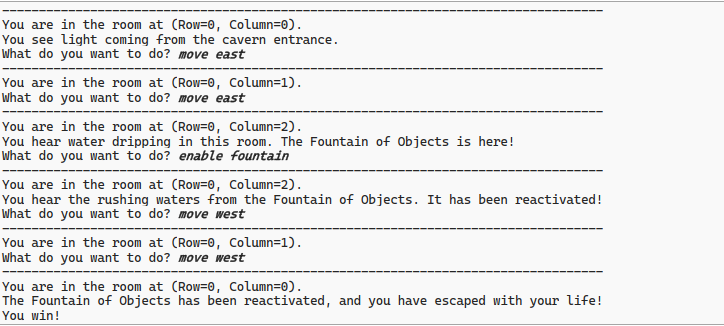 --------------------------------------------------------------------------------
You are in the room at (Row=0, Column=0).
You see light coming from the cavern entrance.
What do you want to do? move east
--------------------------------------------------------------------------------
You are in the room at (Row=0, Column=1).
What do you want to do? move east
--------------------------------------------------------------------------------
You are in the room at (Row=0, Column=2).
You hear water dripping in this room. The Fountain of Objects is here!
What do you want to do? enable fountain
--------------------------------------------------------------------------------
You are in the room at (Row=0, Column=2).
You hear the rushing waters from the Fountain of Objects. It has been reactivated!
What do you want to do? move west
--------------------------------------------------------------------------------
You are in the room at (Row=0, Column=1).
What do you want to do? move west
--------------------------------------------------------------------------------
You are in the room at (Row=0, Column=0).
The Fountain of Objects has been reactivated, and you have escaped with your life!
You win!